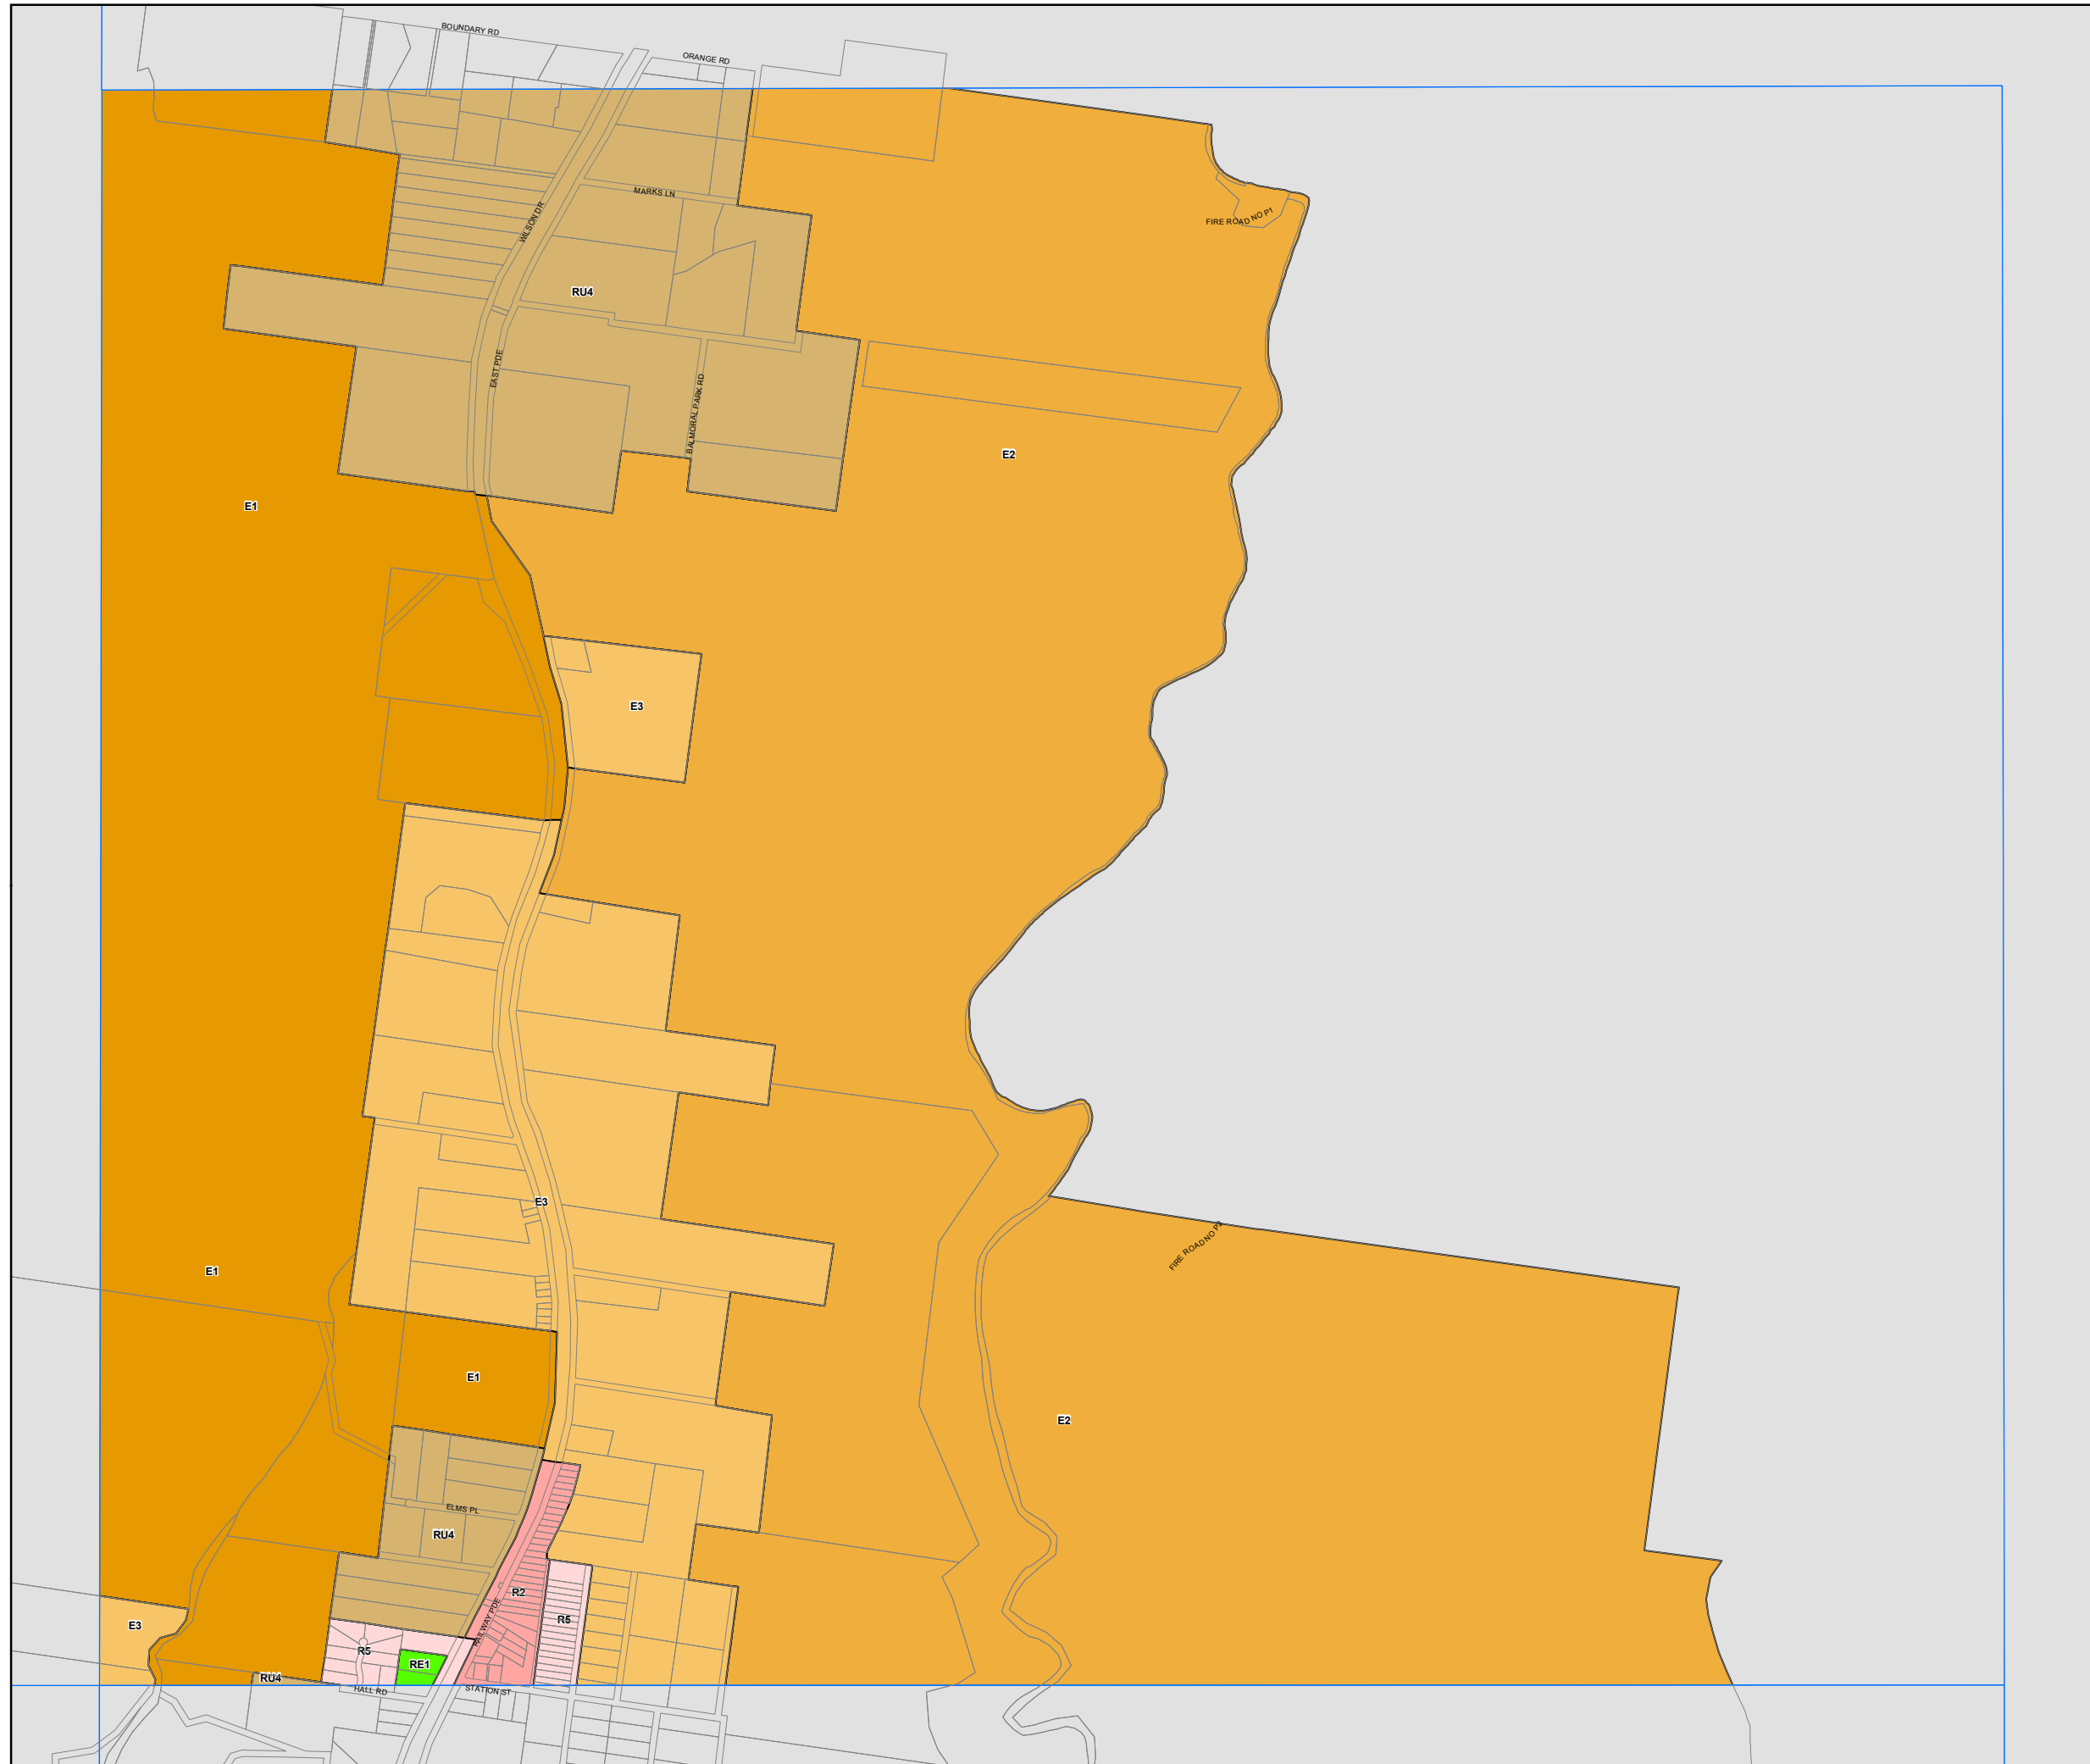 BOUNDARY RD
ORANGE RD
MARKS LN
WILSON DR
FIRE ROAD NO P1
RU4
EAST PDE
BALMORAL PARK RD
E2
E1
E3
E3
FIRE ROAD NO P2
E1
E1
E2
ELMS PL
RU4
R2
RAILWAY PDE
R5
E3
R5
RE1
RU4
HALL RD
STATION ST